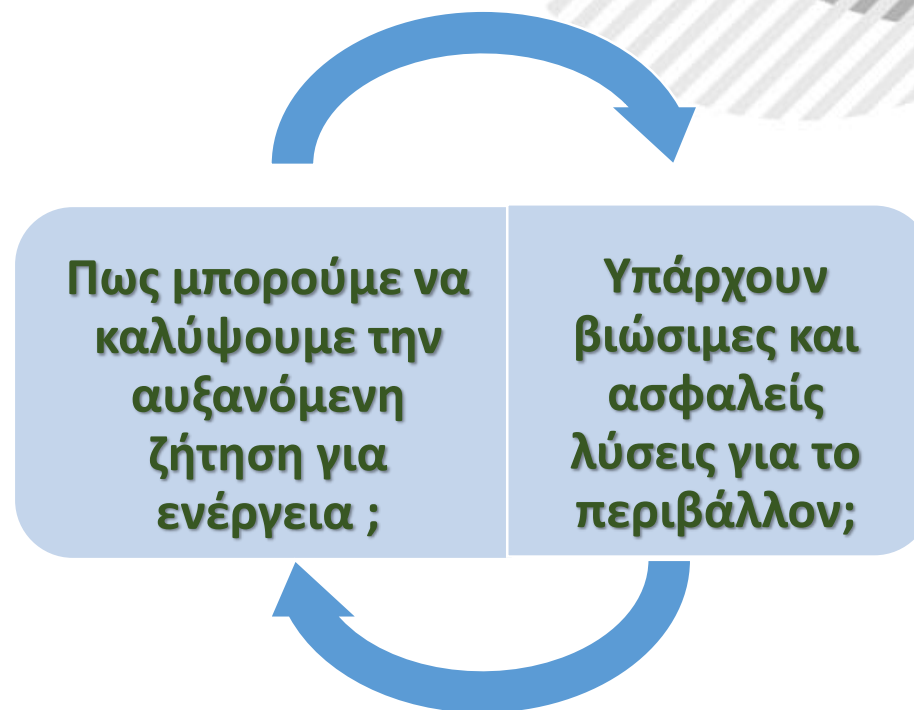 Πως μπορούμε να
καλύψουμε την
αυξανόμενη
ζήτηση για
ενέργεια ;
Υπάρχουν
βιώσιμες και
ασφαλείς
λύσεις για το
περιβάλλον;